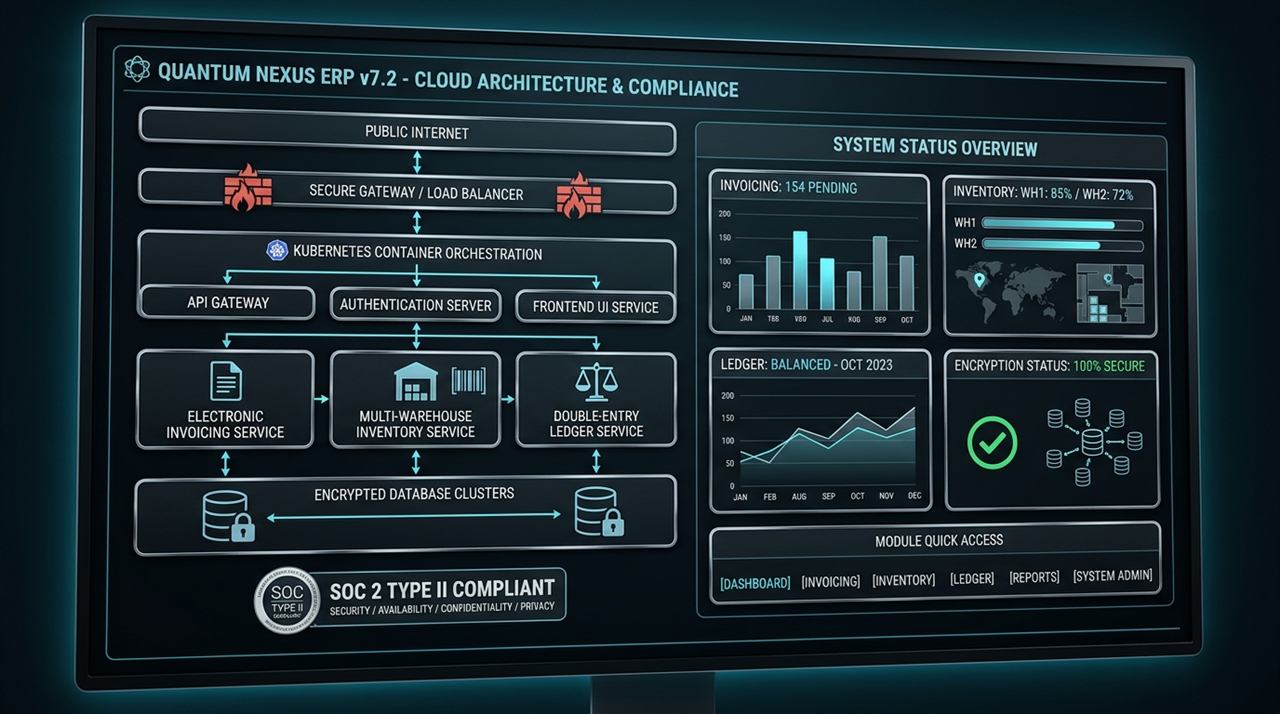 QUANTUM NEXUS ERP v7.2 - CLOUD ARCHITECTURE & COMPLIANCE
PUBLIC INTERNET
SECURE GATEWAY / LOAD BALANCER
KUBERNETES CONTAINER ORCHESTRATION
API GATEWAY
AUTHENTICATION SERVER
FRONTEND UI SERVICE
ELECTRONIC
INVOICING SERVICE
MULTI-WAREHOUSE
INVENTORY SERVICE
DOUBLE-ENTRY
LEDGER SERVICE
ENCRYPTED DATABASE CLUSTERS
SOC
TYPE II
SOC 2 TYPE II COMPLIANT
SECURITY / AVAILABILITY / CONPIDENTIALITY / PRIVACY
SYSTEM STATUS OVERVIEW
INVOICING: 154 PENDING
200
150
100
50
0
JAN TBS VBG JUL KOG SEP OCT
INVENTORY: WH1: 85% / WH2: 72%
WH1
WH2
LEDGER: BALANCED - OCT 2023
200
150
100
50
0
JAN FEB AUG SEP OCT NOV DEC
ENCRYPTION STATUS: 100% SECURE
MODULE QUICK ACCESS
[DASHBOARD] [INVOICING] [INVENTORY] [LEDGER] [REPORTS] [SYSTEM ADMIN]